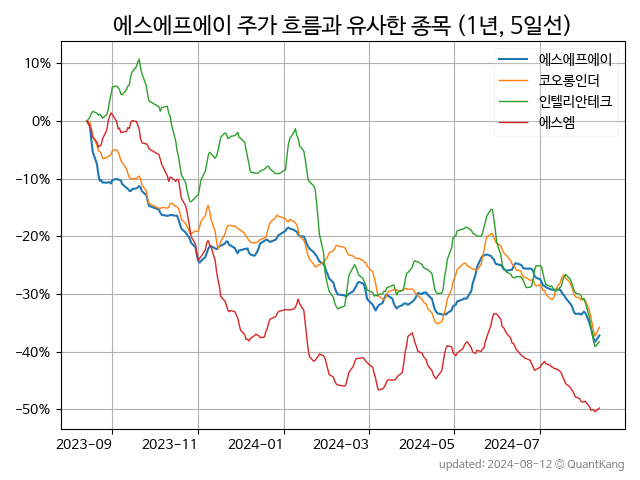 에스에프에이 주가 흐름과 유사한 종목 (1년, 5일선)
에스에프에이
코오롱인더
인텔리안테크
에스엠
10%
0%
−10%
−20%
−30%
−40%
−50%
2023-09 2023-11 2024-01 2024-03 2024-05 2024-07
updated: 2024-08-12 © QuantKang